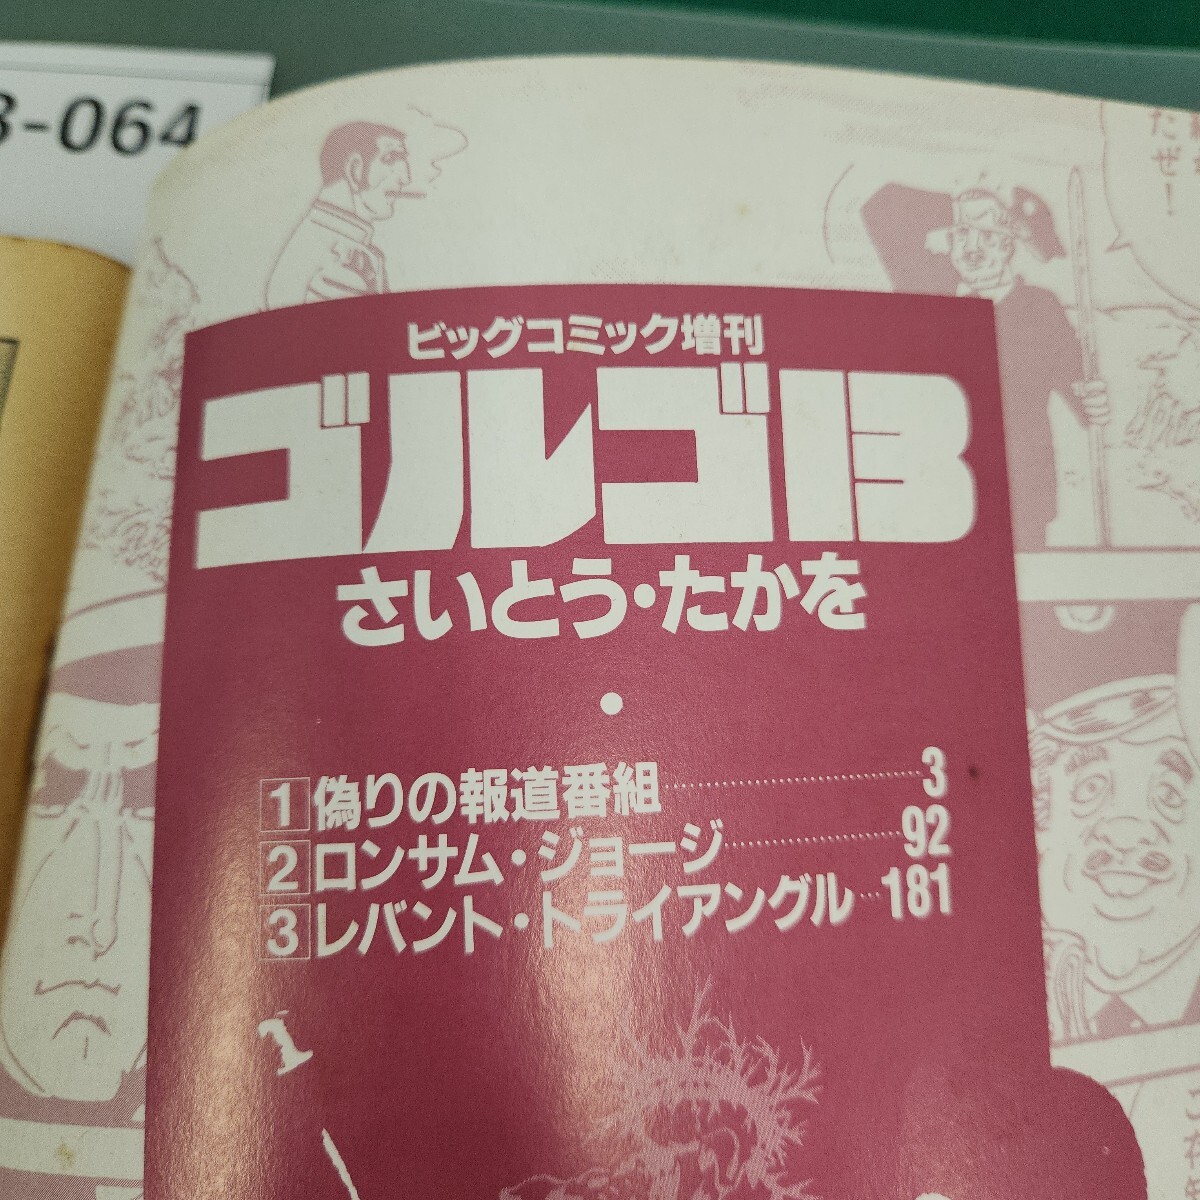 3-064
たぜ!
ビッグコミック増刊
ゴルゴ13
さいとう・たかを
1 偽りの報道番組……………3
2 ロンサム・ジョージ…………92
3 レバント・トライアングル…181